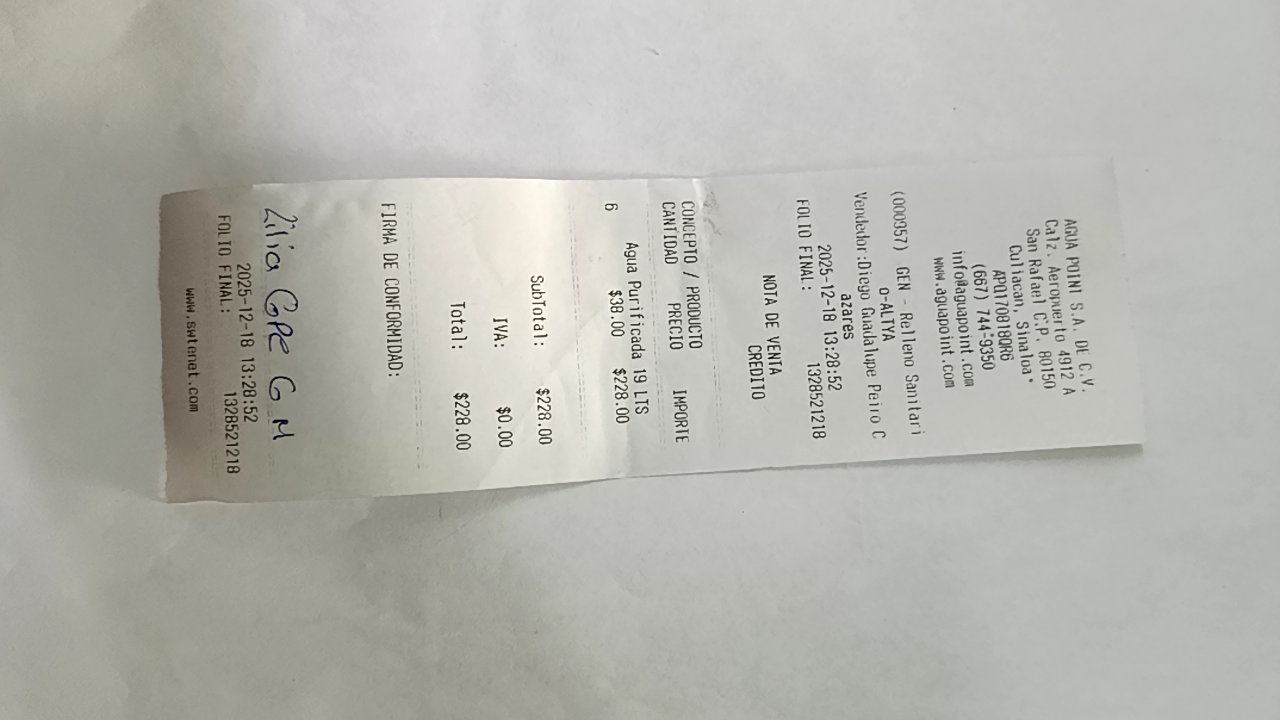 AGUA POINT S.A. DE C.V.
Calz. Aeropuerto 4912 A
San Rafael C.P. 80150
Culiacan, Sinaloa*
APO170818QR6
(667) 744-9350
info@aguapoint.com
www.aguapoint.com
(000957) GEN - Relleno Sanitari
o-ALTYA
Vendedor:Diego Guadalupe Peiro C
azares
2025-12-18 13:28:52
FOLIO FINAL: 1328521218
NOTA DE VENTA
CREDITO
CONCEPTO / PRODUCTO
CANTIDAD PRECIO IMPORTE
Agua Purificada 19 LTS
6 $38.00 $228.00
SubTotal: $228.00
IVA: $0.00
Total: $228.00
FIRMA DE CONFORMIDAD:
Lilia GPE G M
2025-12-18 13:28:52
FOLIO FINAL: 1328521218
www.swtenet.com